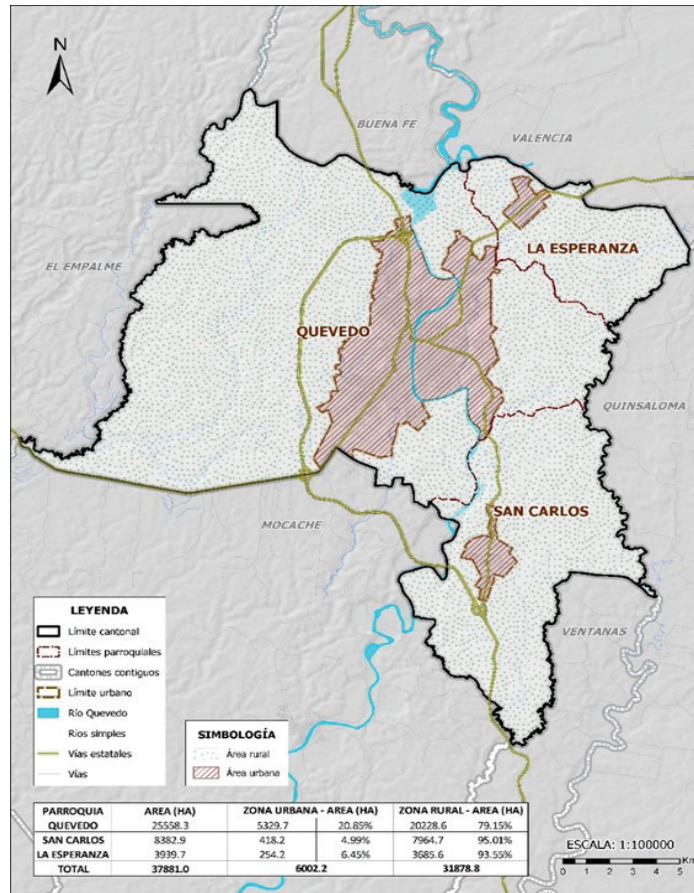 N
BUENA FE
VALENCIA
EL EMPALME
LA ESPERANZA
QUEVEDO
QUINSALOMA
SAN CARLOS
MOCACHE
VENTANAS
LEYENDA
Límite cantonal
Límites parroquiales
Cantones contiguos
Límite urbano
Río Quevedo
Ríos simples
Vías estatales
Vías
SIMBOLOGÍA
Área rural
Área urbana
PARROQUIA AREA (HA) ZONA URBANA - AREA (HA) ZONA RURAL - AREA (HA)
QUEVEDO 25558.3 5329.7 20.85% 20228.6 79.15%
SAN CARLOS 8382.9 418.2 4.99% 7964.7 95.01%
LA ESPERANZA 3939.7 254.2 6.45% 3685.6 93.55%
TOTAL 37881.0 6002.2 31878.8
ESCALA: 1:100000
0 1 2 3 4 5 Km